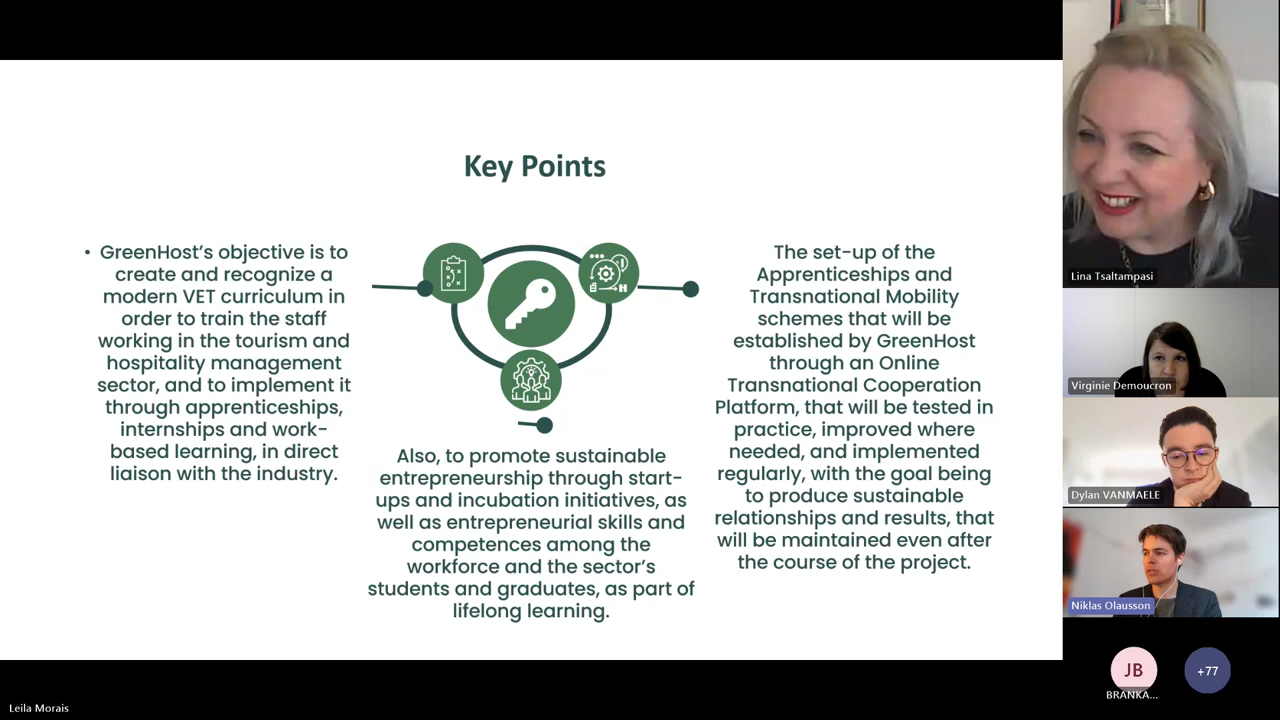 Key Points
• GreenHost's objective is to
create and recognize a
modern VET curriculum in
order to train the staff
working in the tourism and
hospitality management
sector, and to implement it
through apprenticeships,
internships and work-
based learning, in direct
liaison with the industry.
Also, to promote sustainable
entrepreneurship through start-
ups and incubation initiatives, as
well as entrepreneurial skills and
competences among the
workforce and the sector's
students and graduates, as part of
lifelong learning.
The set-up of the
Apprenticeships and
Transnational Mobility
schemes that will be
established by GreenHost
through an Online
Transnational Cooperation
Platform, that will be tested in
practice, improved where
needed, and implemented
regularly, with the goal being
to produce sustainable
relationships and results, that
will be maintained even after
the course of the project.
Lina Tsaltampasi
Virginie Demoucron
Dylan VANMAELE
Niklas Olausson
JB
+77
BRANKA...
Leila Morais